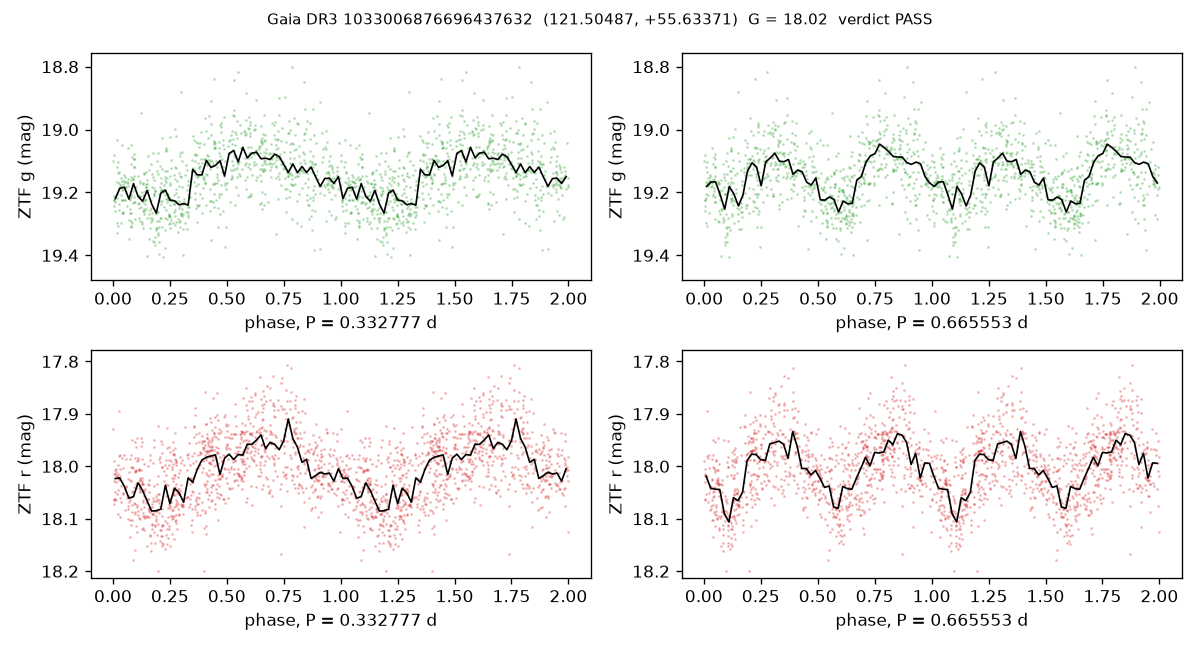 Gaia DR3 1033006876696437632 (121.50487, +55.63371) G = 18.02 verdict PASS
18.8
19.0
19.2
19.4
ZTF g (mag)
0.00 0.25 0.50 0.75 1.00 1.25 1.50 1.75 2.00
phase, P = 0.332777 d
18.8
19.0
19.2
19.4
ZTF g (mag)
0.00 0.25 0.50 0.75 1.00 1.25 1.50 1.75 2.00
phase, P = 0.665553 d
17.8
17.9
18.0
18.1
18.2
ZTF r (mag)
0.00 0.25 0.50 0.75 1.00 1.25 1.50 1.75 2.00
phase, P = 0.332777 d
17.8
17.9
18.0
18.1
18.2
ZTF r (mag)
0.00 0.25 0.50 0.75 1.00 1.25 1.50 1.75 2.00
phase, P = 0.665553 d